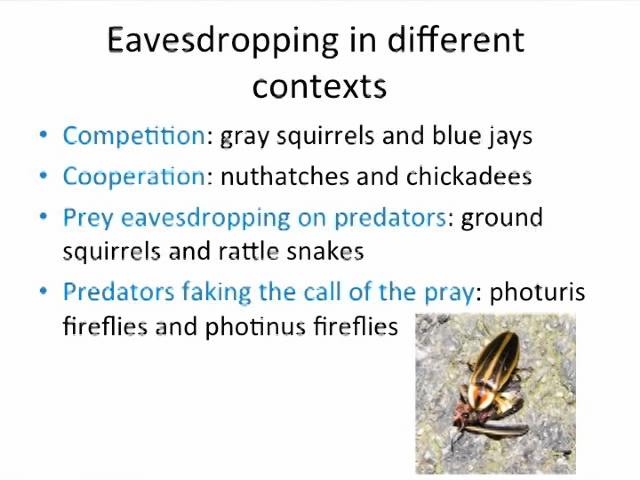 Eavesdropping in different
contexts
• Competition: gray squirrels and blue jays
• Cooperation: nuthatches and chickadees
• Prey eavesdropping on predators: ground
squirrels and rattle snakes
• Predators faking the call of the pray: photuris
fireflies and photinus fireflies